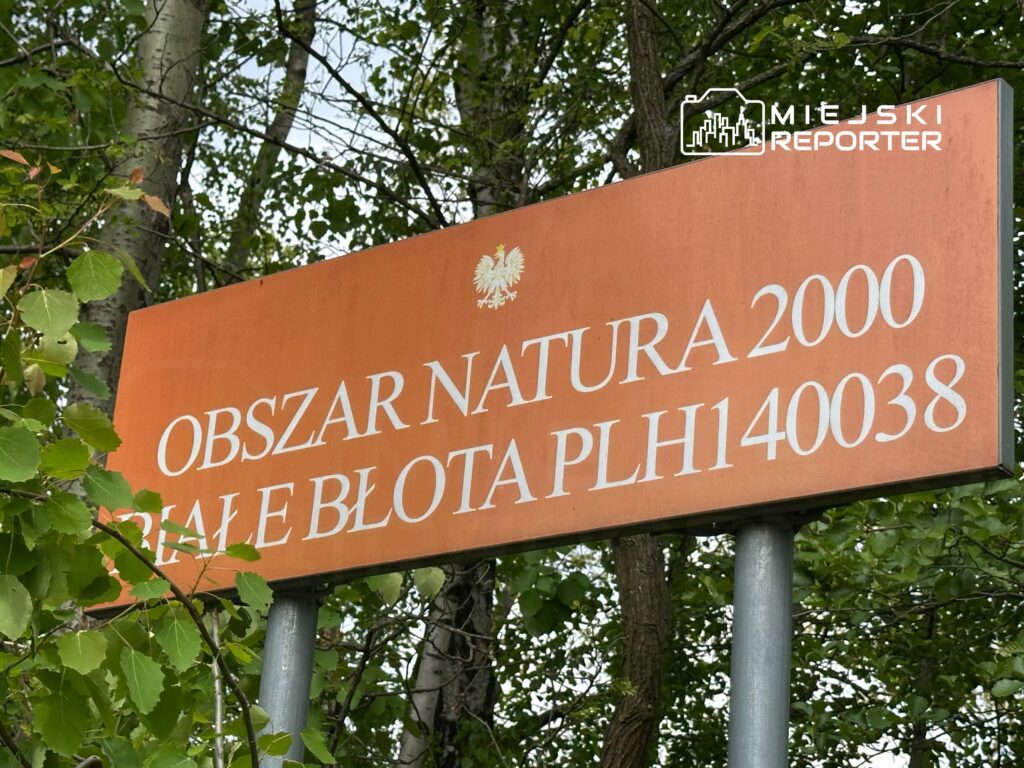 MIEJSKI
REPORTER
OBSZAR NATURA 2000
BIAŁE BŁOTA PLH140038